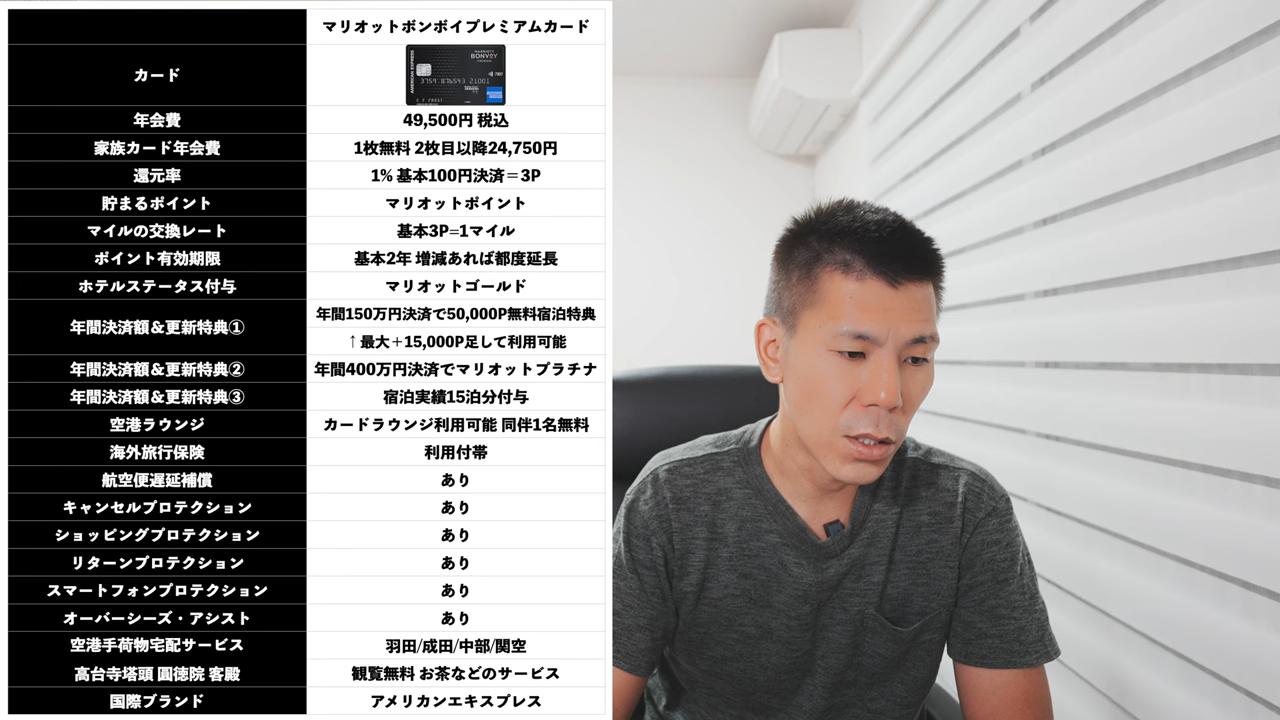 マリオットボンボイプレミアムカード
カード
AMERICAN EXPRESS
MARRIOTT
BONVOY
3759 876543 21001
C F FROST
年会費 49,500円 税込
家族カード年会費 1枚無料 2枚目以降24,750円
還元率 1% 基本100円決済＝3P
貯まるポイント マリオットポイント
マイルの交換レート 基本3P=1マイル
ポイント有効期限 基本2年 増減あれば都度延長
ホテルステータス付与 マリオットゴールド
年間決済額＆更新特典① 年間150万円決済で50,000P無料宿泊特典
↑最大＋15,000P足して利用可能
年間決済額＆更新特典② 年間400万円決済でマリオットプラチナ
年間決済額＆更新特典③ 宿泊実績15泊分付与
空港ラウンジ カードラウンジ利用可能 同伴1名無料
海外旅行保険 利用付帯
航空便遅延補償 あり
キャンセルプロテクション あり
ショッピングプロテクション あり
リターンプロテクション あり
スマートフォンプロテクション あり
オーバーシーズ・アシスト あり
空港手荷物宅配サービス 羽田/成田/中部/関空
高台寺塔頭 圓徳院 客殿 観覧無料 お茶などのサービス
国際ブランド アメリカンエキスプレス